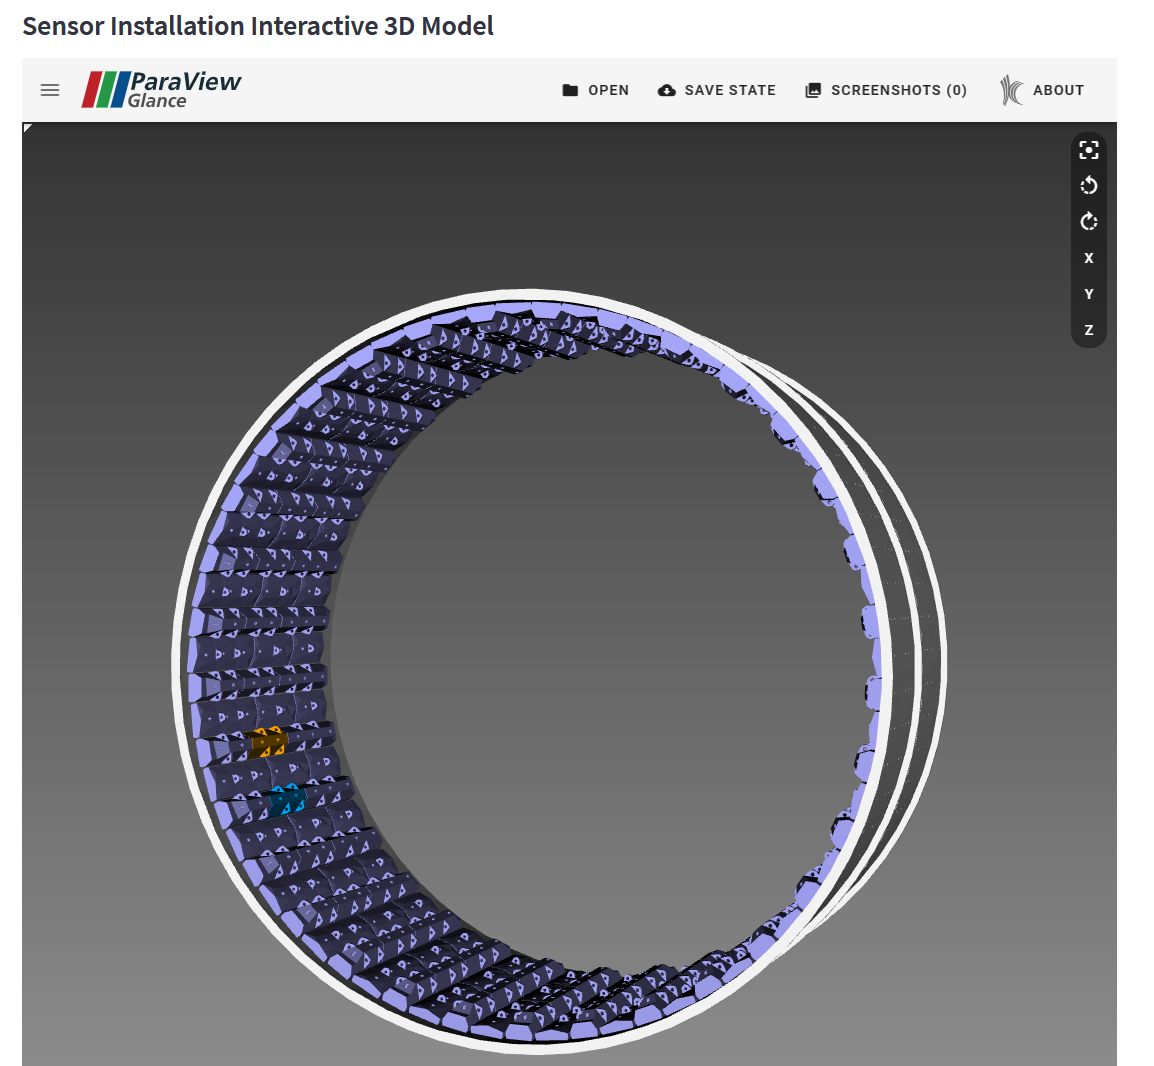 Sensor Installation Interactive 3D Model
ParaView
Glance
OPEN
SAVE STATE
SCREENSHOTS (0)
ABOUT
X
Y
Z